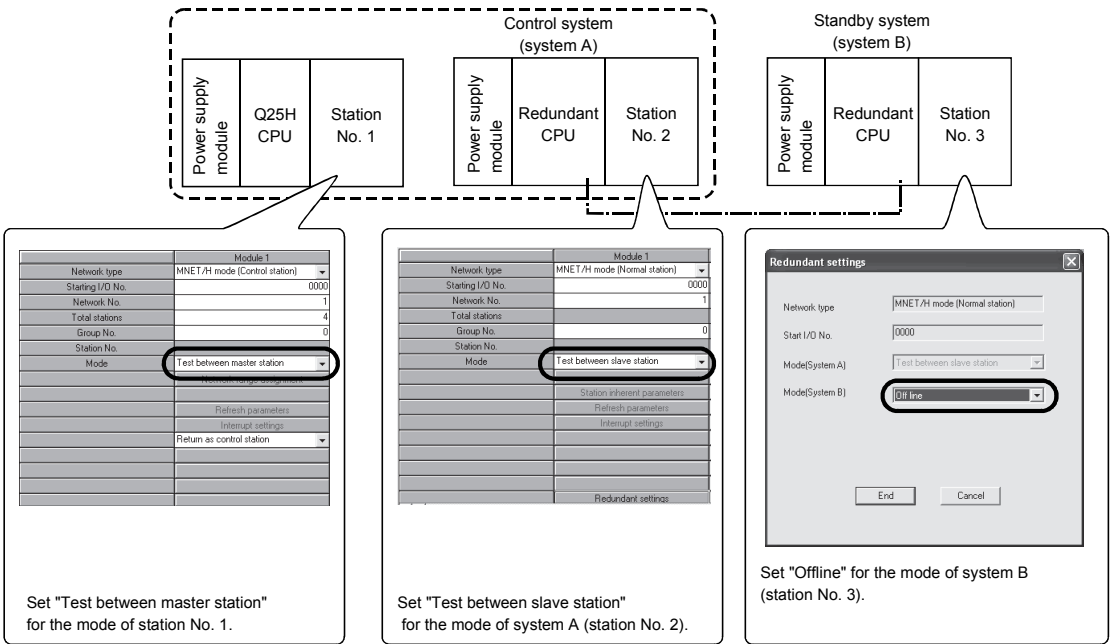 Control system
(system A)
Standby system
(system B)
Power supply
module
Q25H
CPU
Station
No. 1
Power supply
module
Redundant
CPU
Station
No. 2
Power supply
module
Redundant
CPU
Station
No. 3
Module 1
Network type MNET/H mode (Control station)
Starting I/O No. 0000
Network No. 1
Total stations 4
Group No. 0
Station No.
Mode Test between master station
Network range assignment
Refresh parameters
Interrupt settings
Return as control station
Set "Test between master station"
for the mode of station No. 1.
Module 1
Network type MNET/H mode (Normal station)
Starting I/O No. 0000
Network No. 1
Total stations
Group No. 0
Station No.
Mode Test between slave station
Station inherent parameters
Refresh parameters
Interrupt settings
Redundant settings
Set "Test between slave station"
for the mode of system A (station No. 2).
Redundant settings
Network type MNET/H mode (Normal station)
Start I/O No. 0000
Mode(System A) Test between slave station
Mode(System B) Off line
End Cancel
Set "Offline" for the mode of system B
(station No. 3).